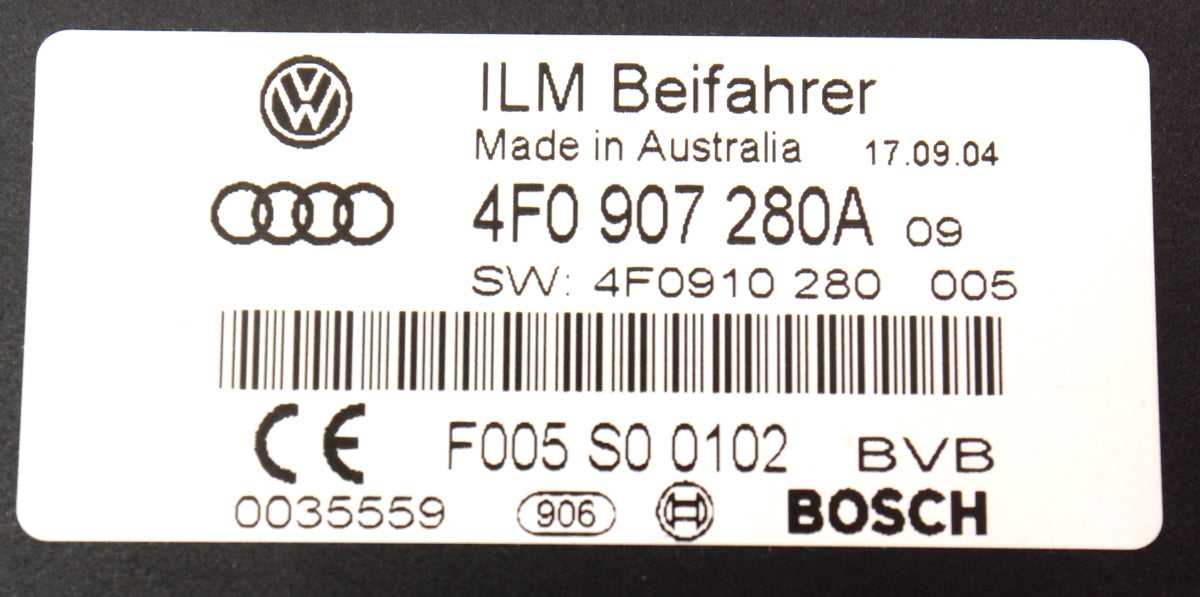 ILM Beifahrer
Made in Australia 17.09.04
4F0 907 280A 09
SW: 4F0910 280 005
CE F005 S0 0102 BVB
0035559 906 BOSCH